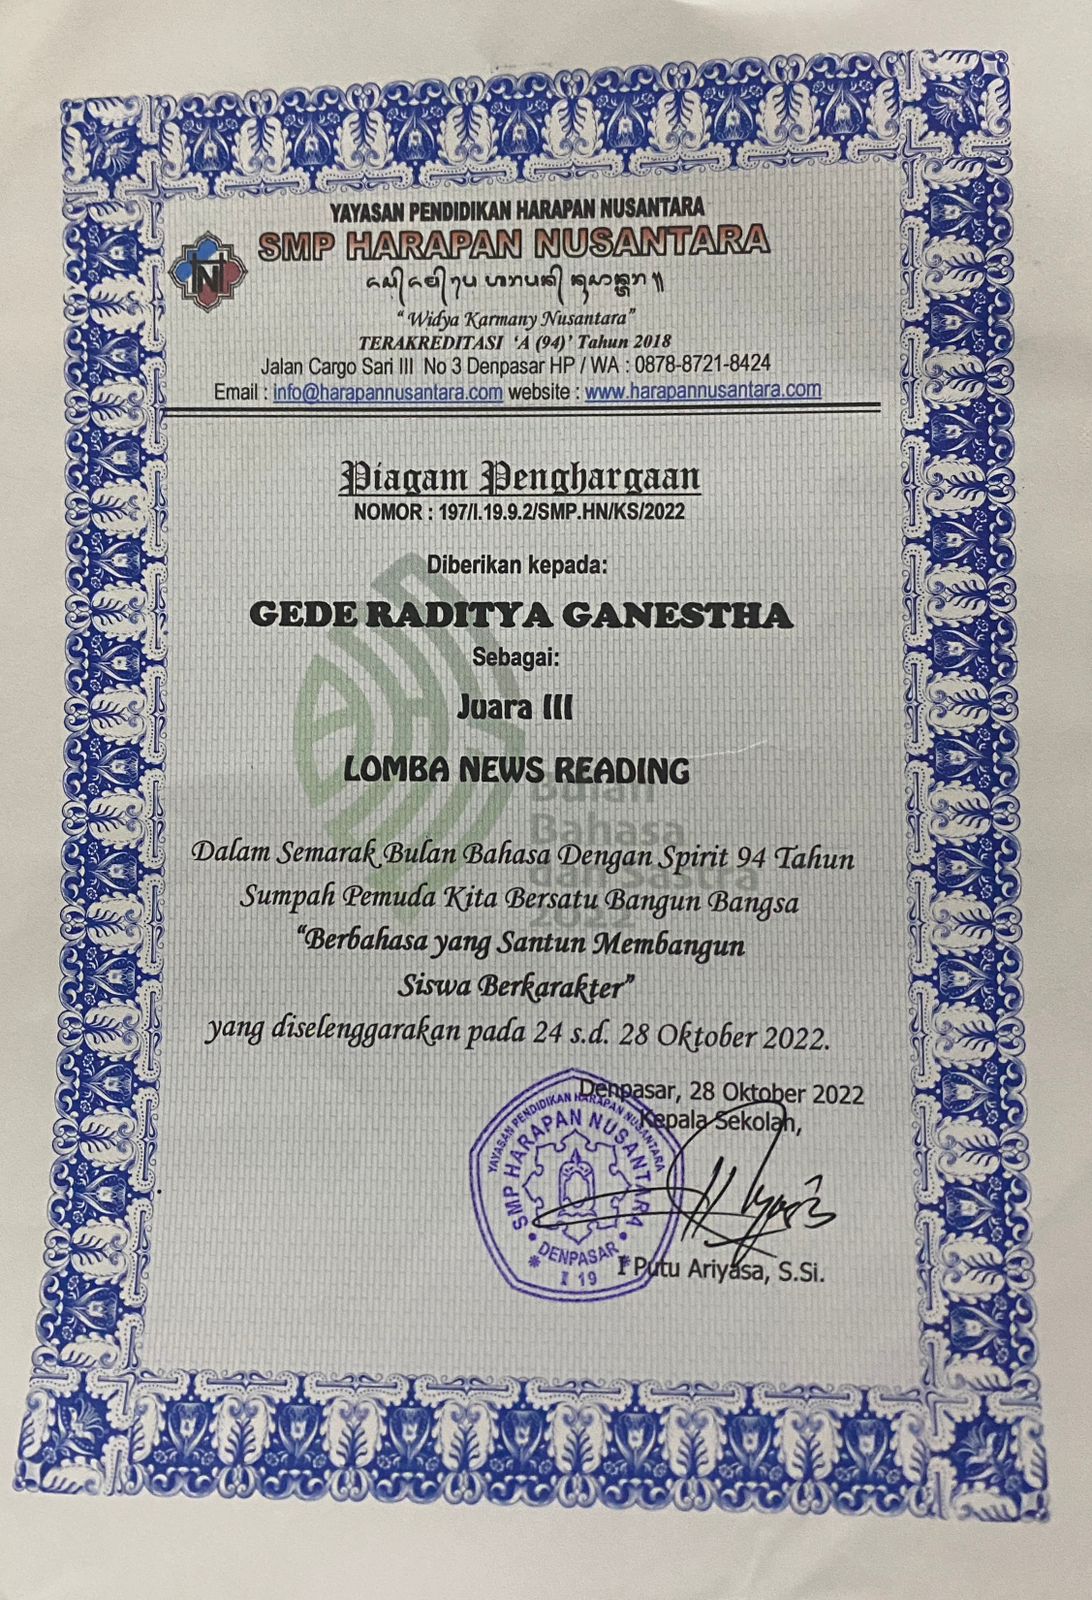 YAYASAN PENDIDIKAN HARAPAN NUSANTARA
SMP HARAPAN NUSANTARA
"Widya Karmany Nusantara"
TERAKREDITASI 'A (94)' Tahun 2018
Jalan Cargo Sari III No 3 Denpasar HP / WA : 0878-8721-8424
Email : info@harapannusantara.com website : www.harapannusantara.com
Piagam Penghargaan
NOMOR : 197/I.19.9.2/SMP.HN/KS/2022
Diberikan kepada:
GEDE RADITYA GANESTHA
Sebagai:
Juara III
LOMBA NEWS READING
Bulan
Bahasa
dan Sastra
2022
Dalam Semarak Bulan Bahasa Dengan Spirit 94 Tahun
Sumpah Pemuda Kita Bersatu Bangun Bangsa
"Berbahasa yang Santun Membangun
Siswa Berkarakter"
yang diselenggarakan pada 24 s.d. 28 Oktober 2022.
Denpasar, 28 Oktober 2022
Kepala Sekolah,
YAYASAN PENDIDIKAN HARAPAN NUSANTARA
SMP HARAPAN NUSANTARA
DENPASAR
I 19
I Putu Ariyasa, S.Si.